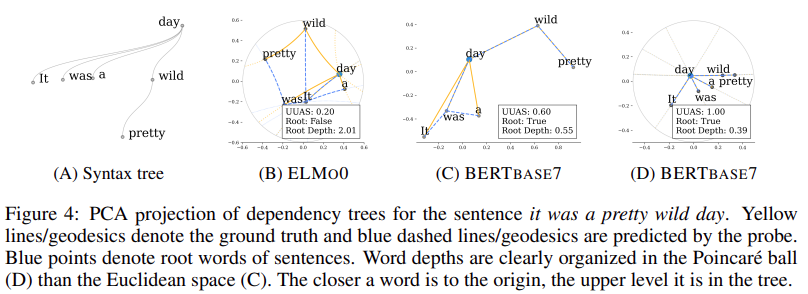 day
It
was
a
wild
pretty
(A) Syntax tree
0.6
0.4
0.2
0.0
−0.2
−0.4
−0.6
−0.6 −0.4 −0.2 0.0 0.2 0.4 0.6
wild
pretty
day
a
was
It
UUAS: 0.20
Root: False
Root Depth: 2.01
(B) ELMO0
0.4
0.2
0.0
−0.2
−0.4
−0.2 0.0 0.2 0.4 0.6 0.8
wild
day
pretty
was
a
It
UUAS: 0.60
Root: True
Root Depth: 0.55
(C) BERTBASE7
0.4
0.2
0.0
−0.2
−0.4
−0.4 −0.2 0.0 0.2 0.4
day
wild
a
pretty
It
was
UUAS: 1.00
Root: True
Root Depth: 0.39
(D) BERTBASE7
Figure 4: PCA projection of dependency trees for the sentence it was a pretty wild day. Yellow
lines/geodesics denote the ground truth and blue dashed lines/geodesics are predicted by the probe.
Blue points denote root words of sentences. Word depths are clearly organized in the Poincaré ball
(D) than the Euclidean space (C). The closer a word is to the origin, the upper level it is in the tree.